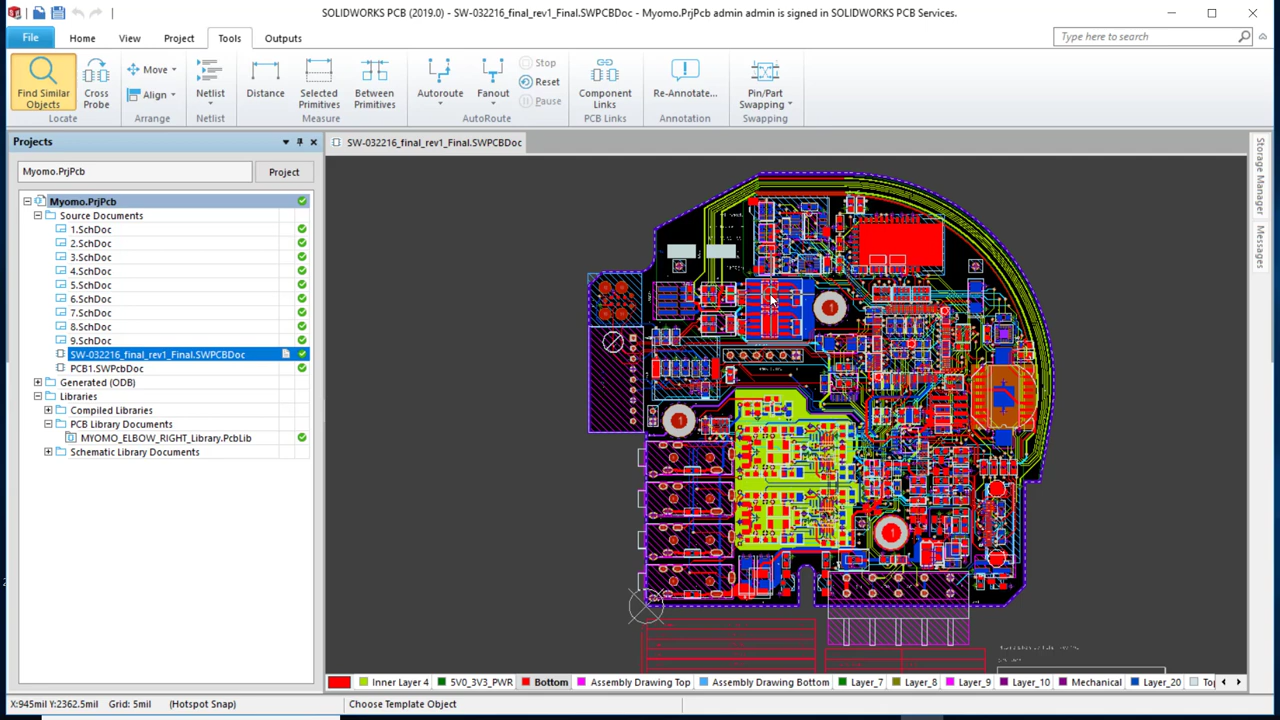 SOLIDWORKS PCB (2019.0) - SW-032216_final_rev1_Final.SWPCBDoc - Myomo.PrjPcb admin admin is signed in SOLIDWORKS PCB Services.
File Home View Project Tools Outputs
Type here to search
Find Similar Objects
Cross Probe
Locate
Move
Align
Arrange
Netlist
Netlist
Distance
Selected Primitives
Between Primitives
Measure
Autoroute
Fanout
Stop
Reset
Pause
AutoRoute
Component Links
PCB Links
Re-Annotate...
Annotation
Pin/Part Swapping
Swapping
Projects
SW-032216_final_rev1_Final.SWPCBDoc
Myomo.PrjPcb
Project
Myomo.PrjPcb
Source Documents
1.SchDoc
2.SchDoc
3.SchDoc
4.SchDoc
5.SchDoc
6.SchDoc
7.SchDoc
8.SchDoc
9.SchDoc
SW-032216_final_rev1_Final.SWPCBDoc
PCB1.SWPcbDoc
Generated (ODB)
Libraries
Compiled Libraries
PCB Library Documents
MYOMO_ELBOW_RIGHT_Library.PcbLib
Schematic Library Documents
Storage Manager
Messages
1
1
1
Inner Layer 4 5V0_3V3_PWR Bottom Assembly Drawing Top Assembly Drawing Bottom Layer_7 Layer_8 Layer_9 Layer_10 Mechanical Layer_20 To
X:945mil Y:2362.5mil Grid: 5mil (Hotspot Snap) Choose Template Object